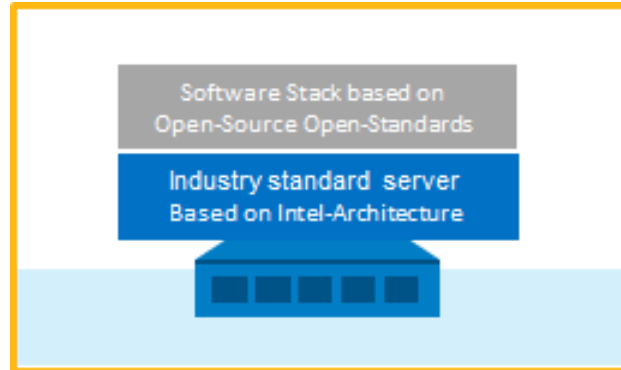 Software Stack based on
Open-Source Open-Standards
Industry standard server
Based on Intel-Architecture